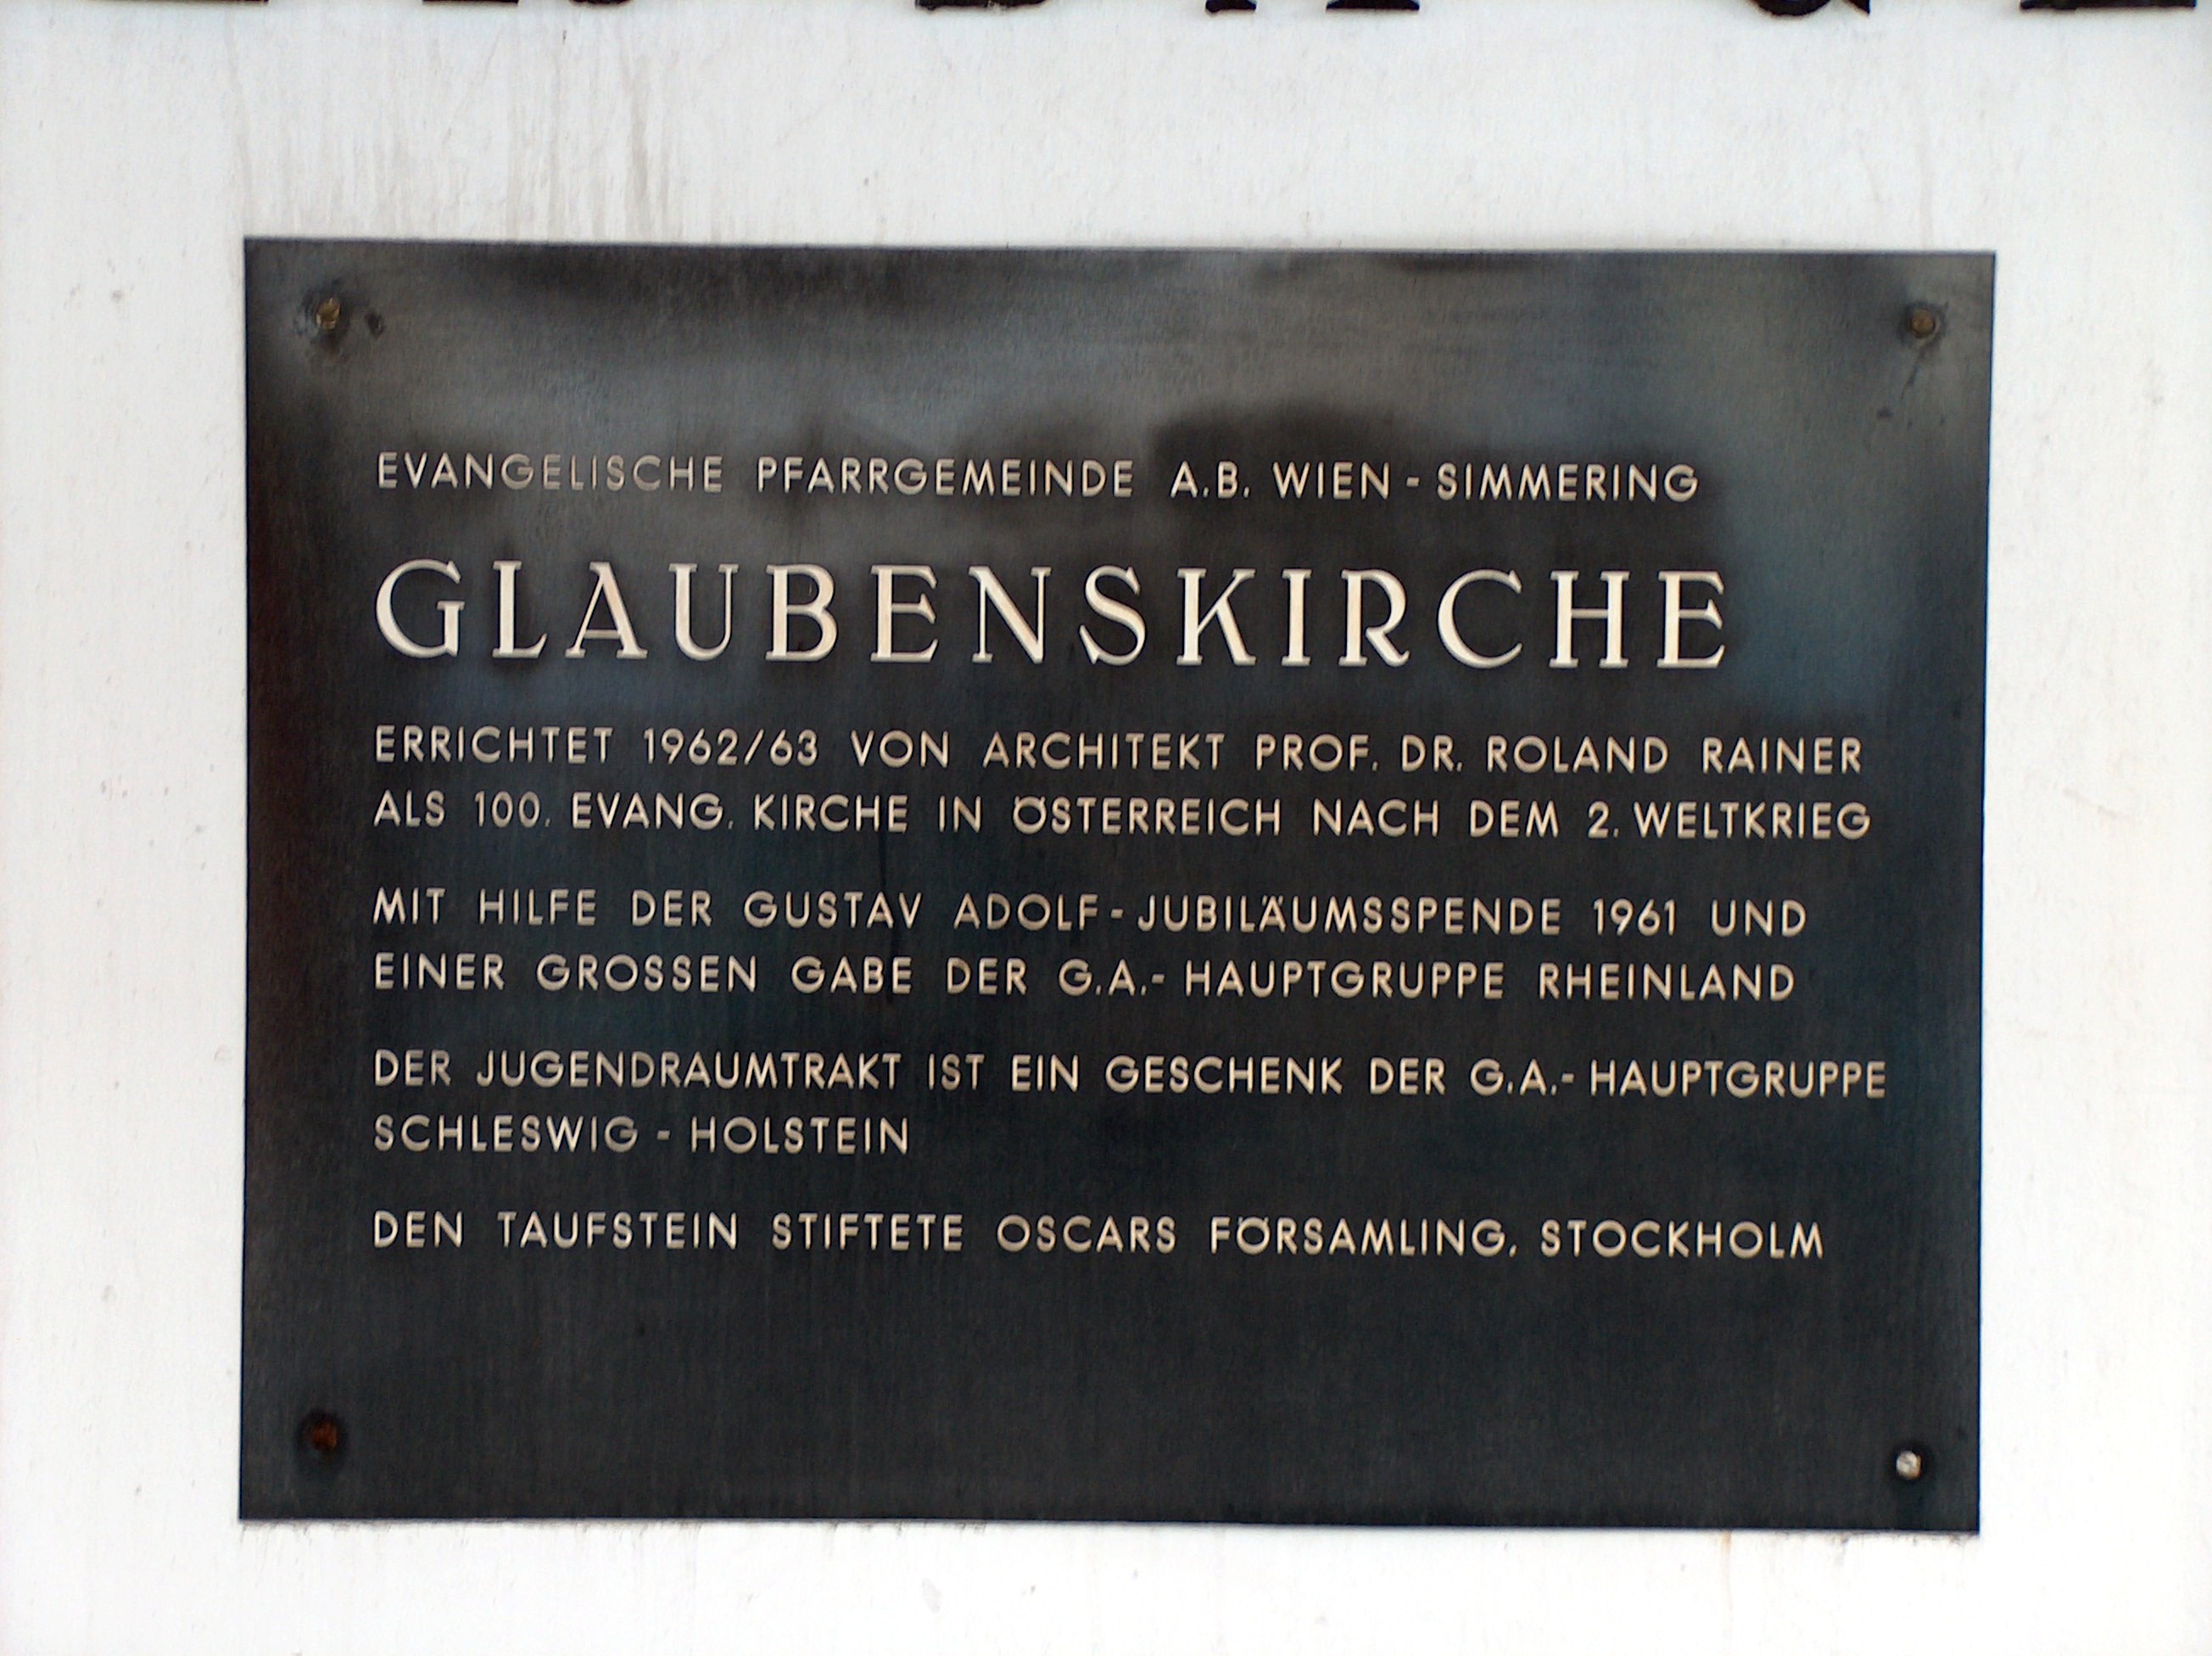 EVANGELISCHE PFARRGEMEINDE A.B. WIEN - SIMMERING
GLAUBENSKIRCHE
ERRICHTET 1962/63 VON ARCHITEKT PROF. DR. ROLAND RAINER
ALS 100. EVANG. KIRCHE IN ÖSTERREICH NACH DEM 2. WELTKRIEG
MIT HILFE DER GUSTAV ADOLF - JUBILÄUMSSPENDE 1961 UND
EINER GROSSEN GABE DER G.A.- HAUPTGRUPPE RHEINLAND
DER JUGENDRAUMTRAKT IST EIN GESCHENK DER G.A.- HAUPTGRUPPE
SCHLESWIG - HOLSTEIN
DEN TAUFSTEIN STIFTETE OSCARS FÖRSAMLING, STOCKHOLM